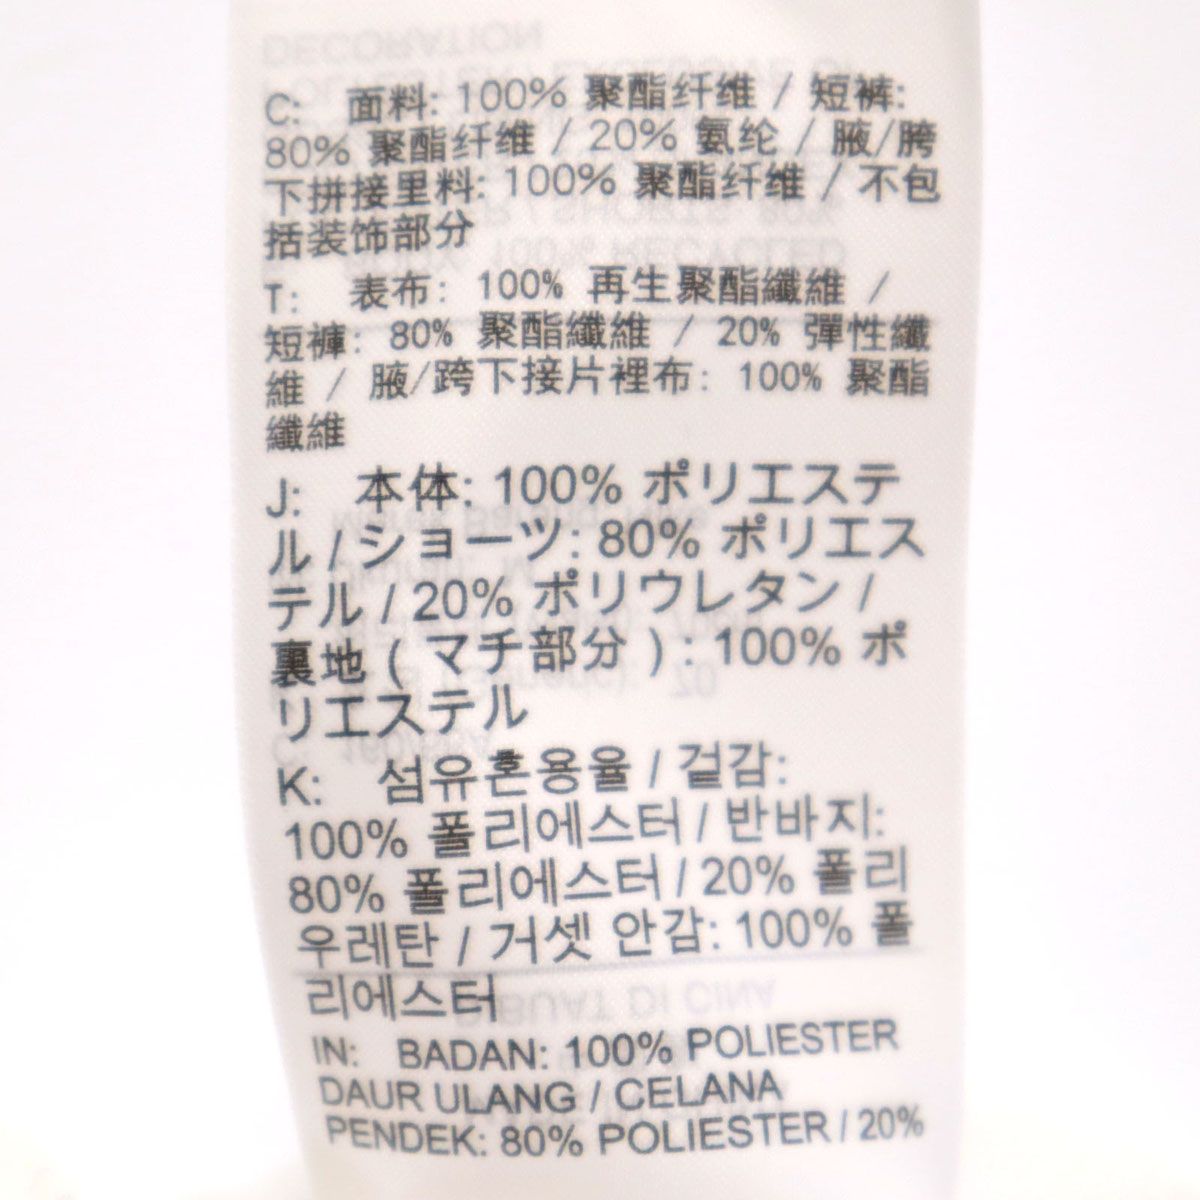 C: 面料: 100% 聚酯纤维 / 短裤:
80% 聚酯纤维 / 20% 氨纶 / 腋/胯
下拼接里料: 100% 聚酯纤维 / 不包
括装饰部分
T: 表布: 100% 再生聚酯纖維 /
短褲: 80% 聚酯纖維 / 20% 彈性纖
維 / 腋/跨下接片裡布: 100% 聚酯
纖維
J: 本体: 100% ポリエステ
ル / ショーツ: 80% ポリエス
テル / 20% ポリウレタン /
裏地 ( マチ部分 ) : 100% ポ
リエステル
K: 섬유혼용율 / 겉감:
100% 폴리에스터 / 반바지:
80% 폴리에스터 / 20% 폴리
우레탄 / 거셋 안감: 100% 폴
리에스터
IN: BADAN: 100% POLIESTER
DAUR ULANG / CELANA
PENDEK: 80% POLIESTER / 20%